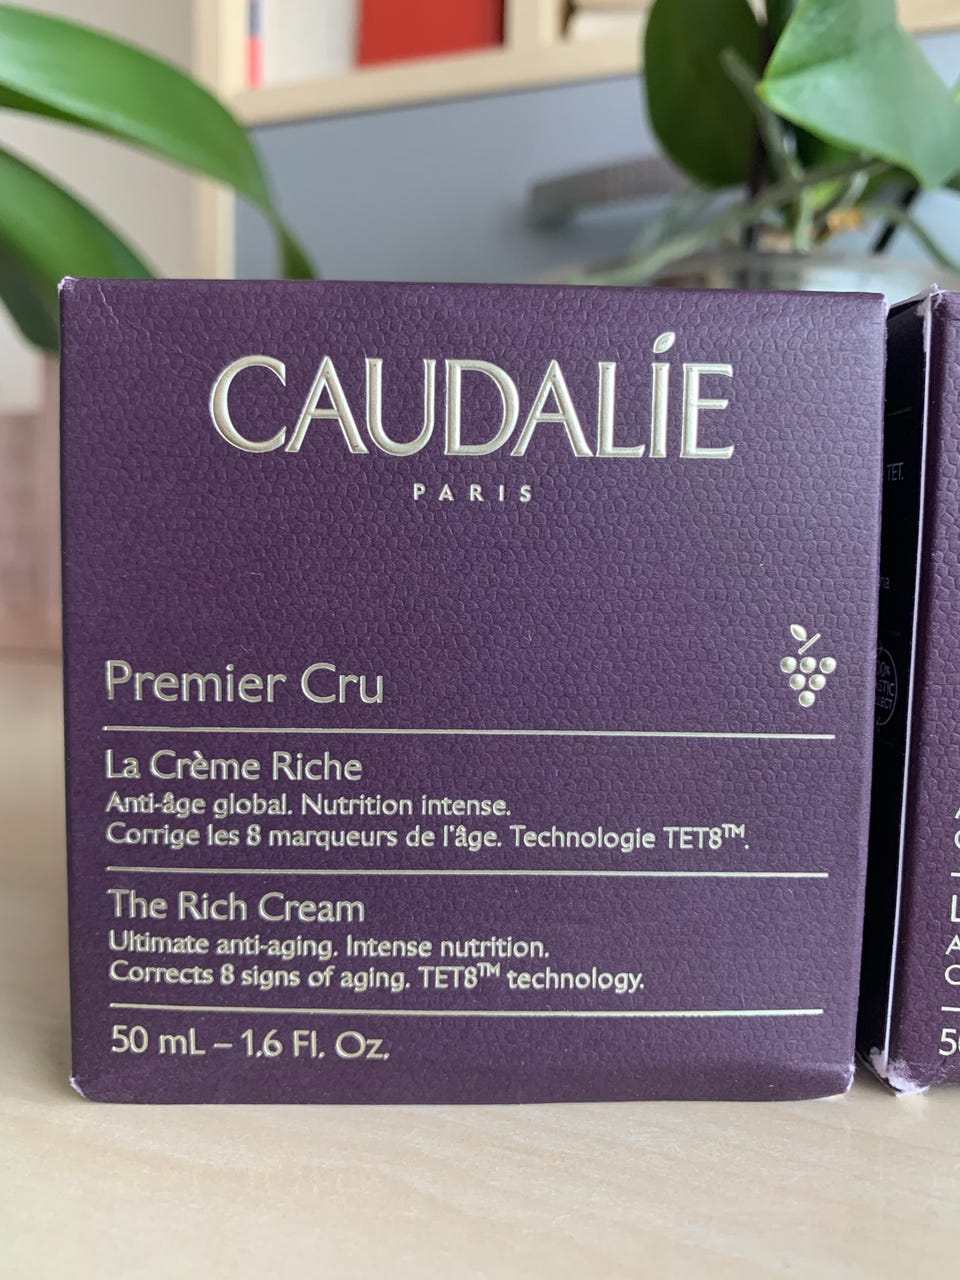 CAUDALÍE
PARIS
Premier Cru
La Crème Riche
Anti-âge global. Nutrition intense.
Corrige les 8 marqueurs de l'âge. Technologie TET8™.
The Rich Cream
Ultimate anti-aging. Intense nutrition.
Corrects 8 signs of aging. TET8™ technology.
50 mL – 1.6 Fl. Oz.
TET.